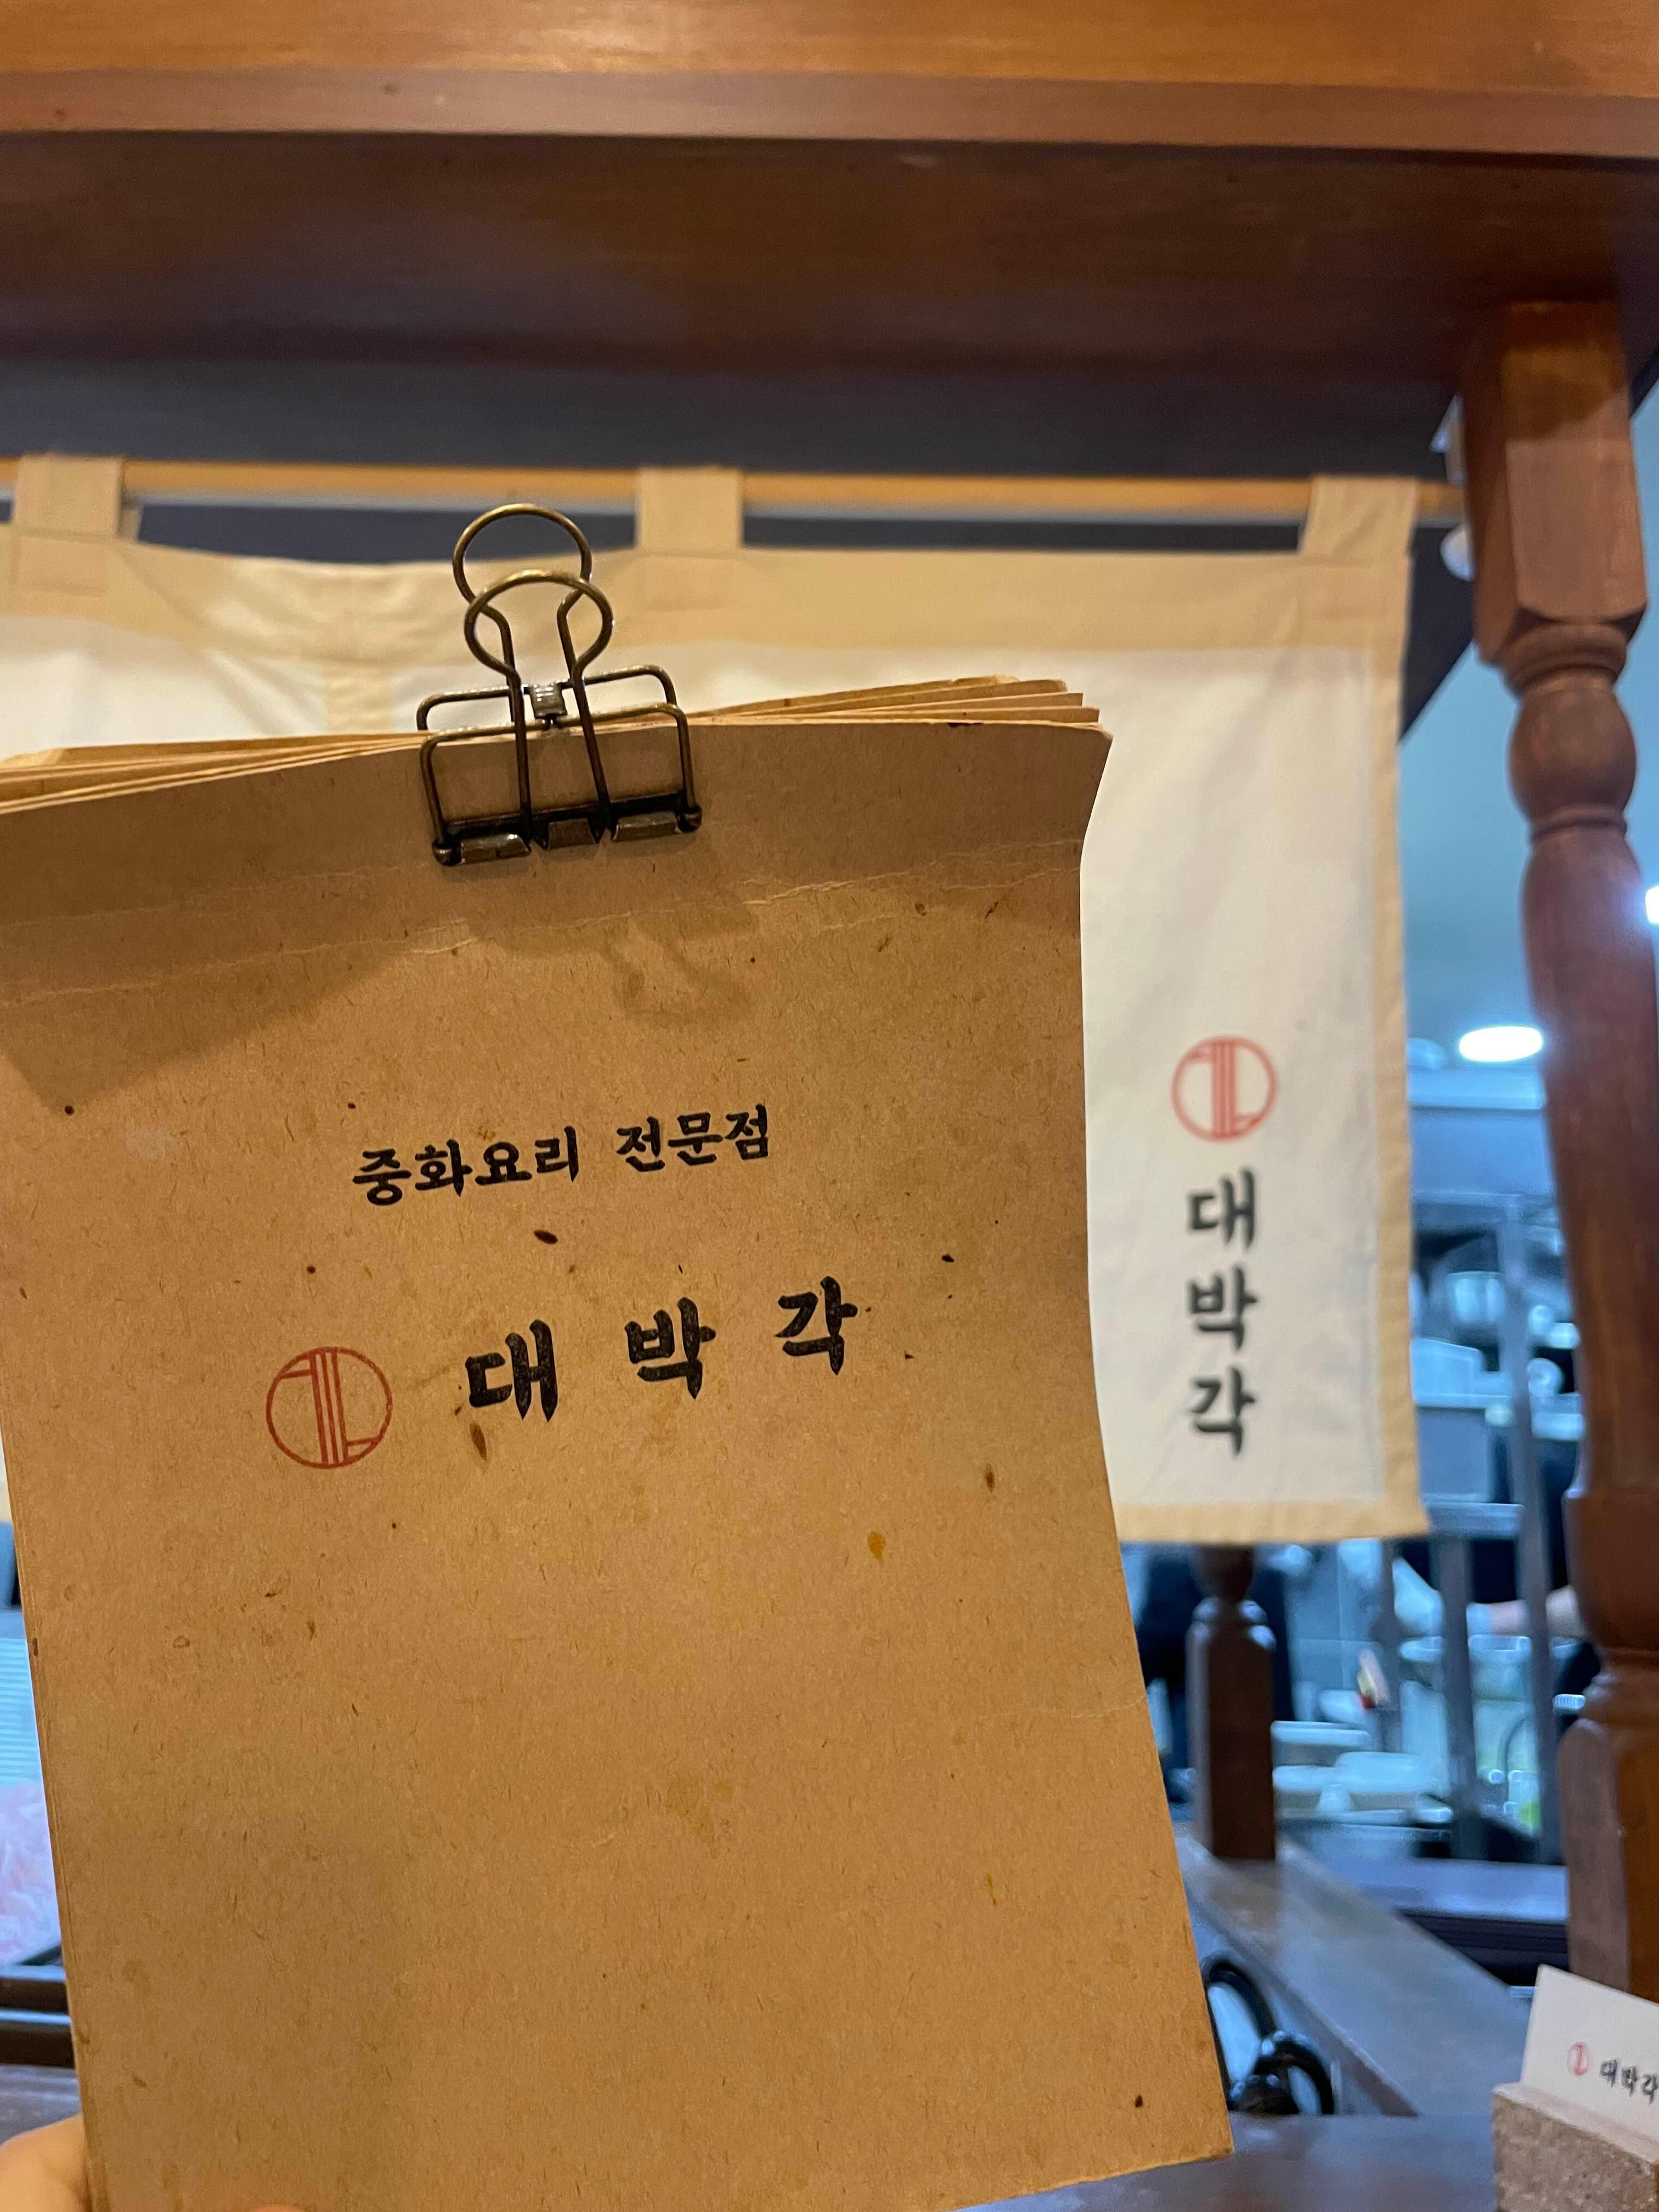 중화요리 전문점
대박각
대
박
각
대박각